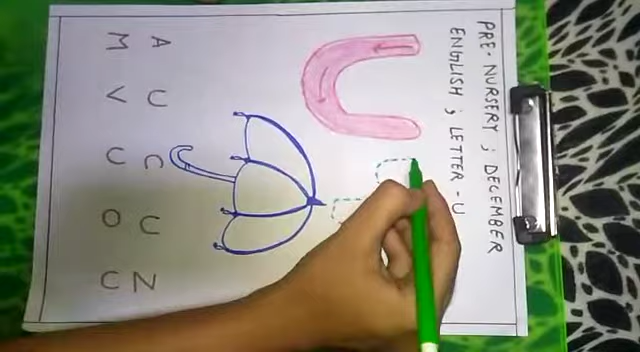 PRE-NURSERY ; DECEMBER
ENGLISH ; LETTER - U
A U U U N
M V U O U